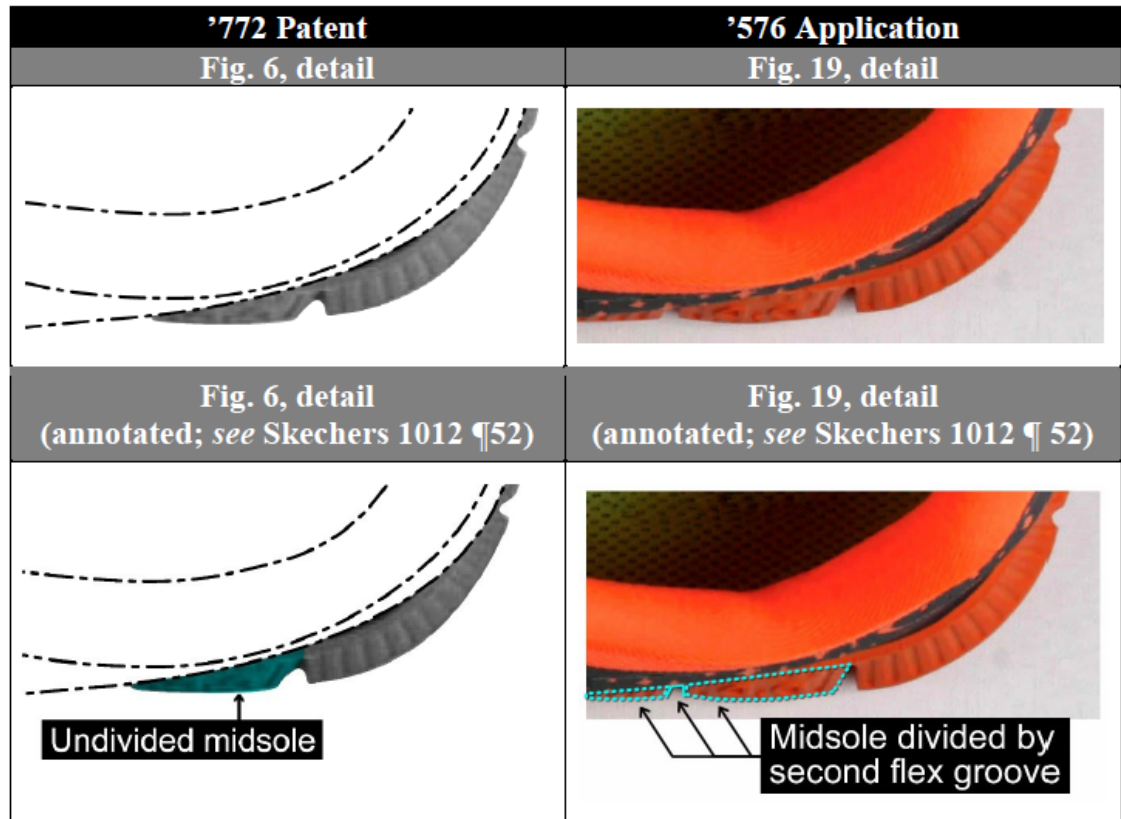 ’772 Patent
’576 Application
Fig. 6, detail
Fig. 19, detail
Fig. 6, detail
(annotated; see Skechers 1012 ¶52)
Fig. 19, detail
(annotated; see Skechers 1012 ¶ 52)
Undivided midsole
Midsole divided by
second flex groove